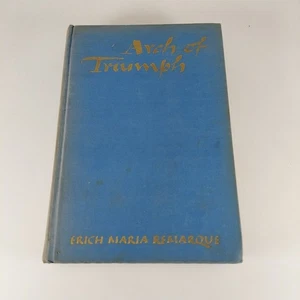 Arch of
Triumph
ERICH MARIA REMARQUE